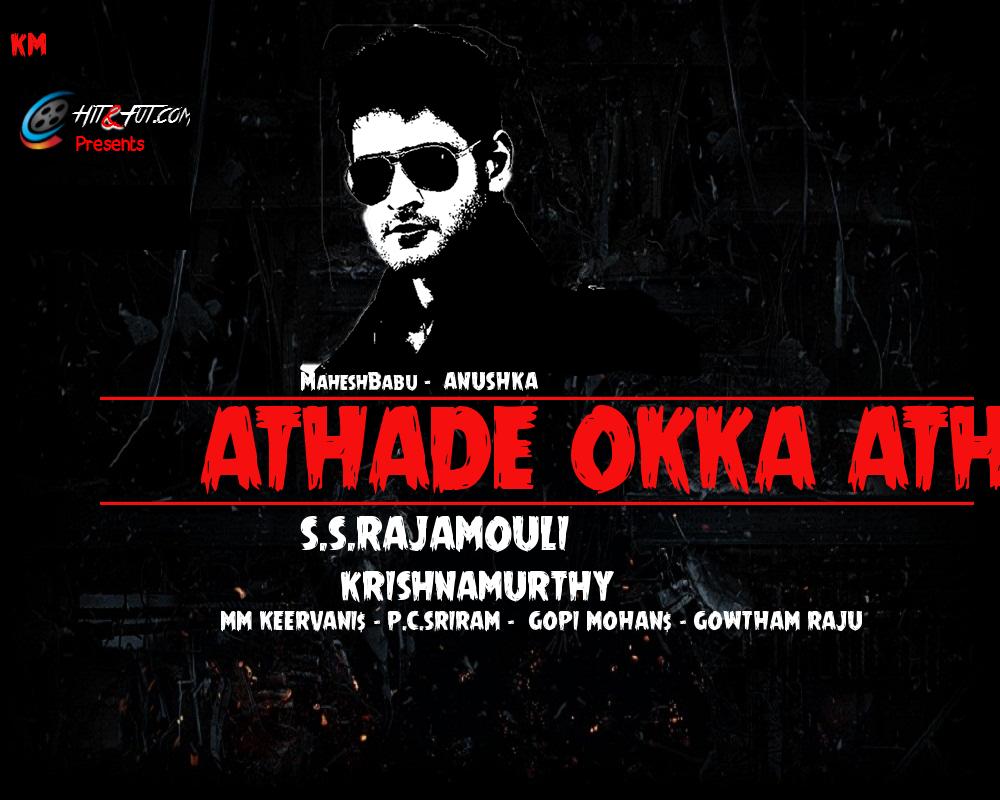 KM
HIT&FUT.COM
Presents
MAHESHBABU - ANUSHKA
ATHADE OKKA ATH
S.S.RAJAMOULI
KRISHNAMURTHY
MM KEERVANI$ - P.C.SRIRAM - GOPI MOHAN$ - GOWTHAM RAJU